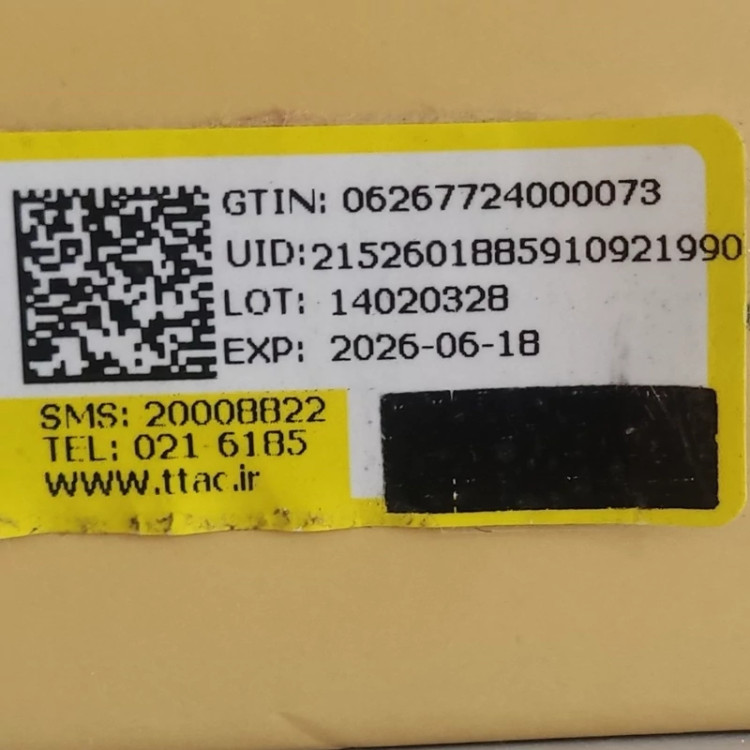 GTIN: 06267724000073
UID:2152601885910921990
LOT: 14020328
EXP: 2026-06-18
SMS: 20008822
TEL: 021 6185
www.ttac.ir